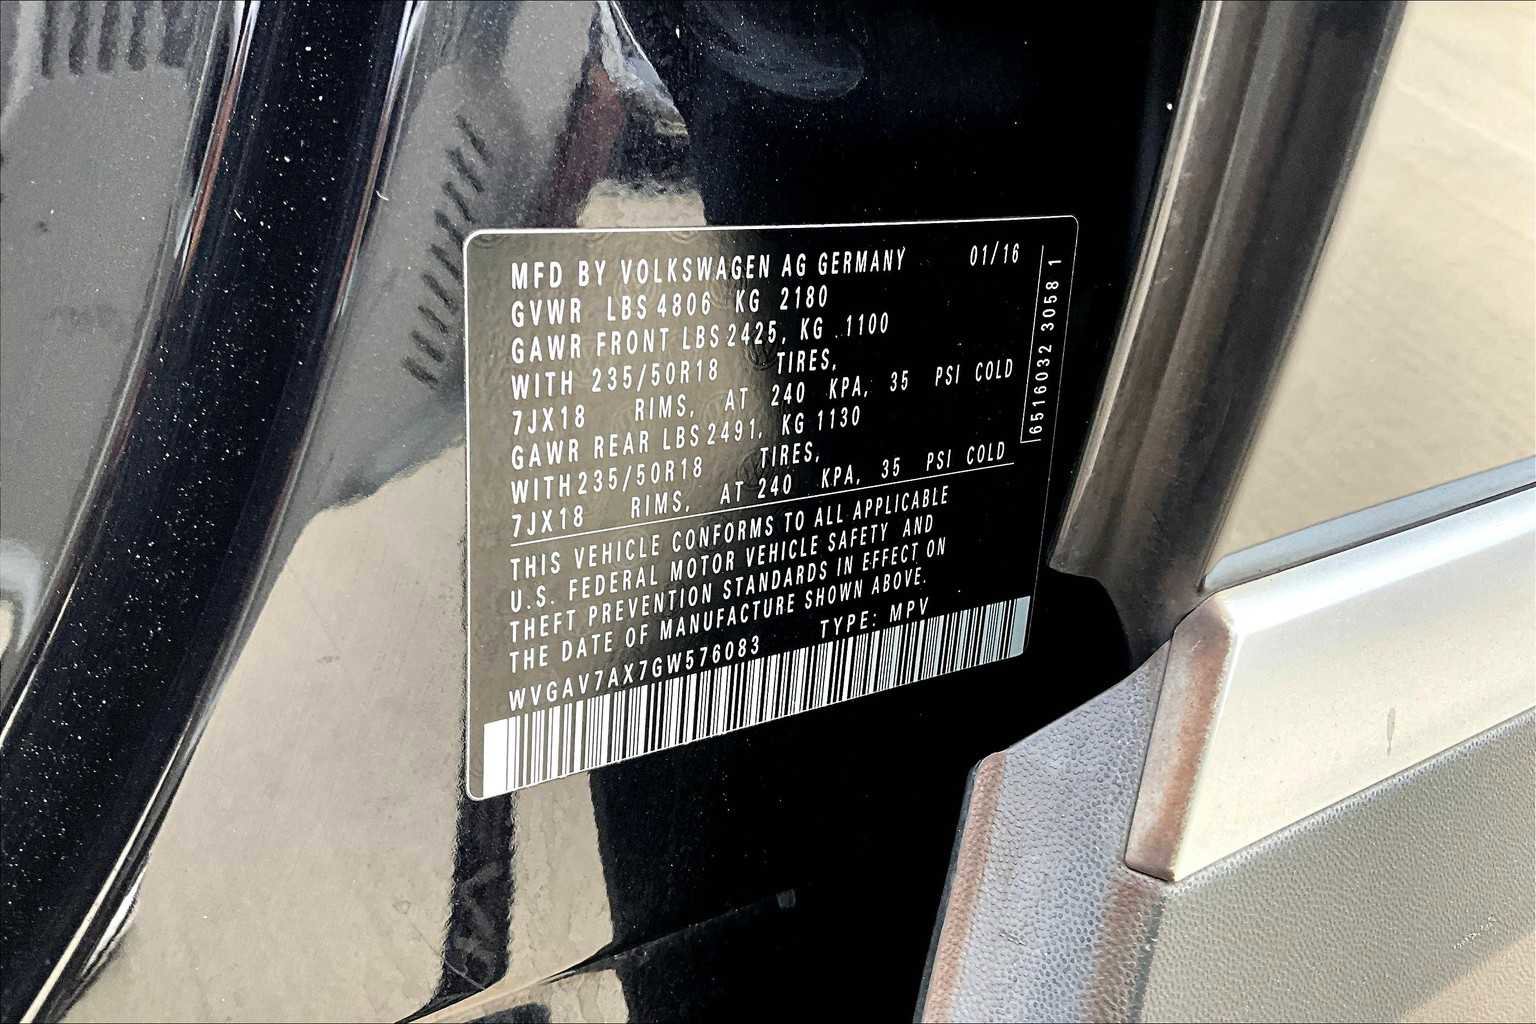 MFD BY VOLKSWAGEN AG GERMANY 01/16
GVWR LBS 4806 KG 2180
GAWR FRONT LBS 2425, KG 1100
WITH 235/50R18 TIRES,
7JX18 RIMS, AT 240 KPA, 35 PSI COLD
GAWR REAR LBS 2491, KG 1130
WITH 235/50R18 TIRES,
7JX18 RIMS, AT 240 KPA, 35 PSI COLD
THIS VEHICLE CONFORMS TO ALL APPLICABLE
U.S. FEDERAL MOTOR VEHICLE SAFETY AND
THEFT PREVENTION STANDARDS IN EFFECT ON
THE DATE OF MANUFACTURE SHOWN ABOVE.
WVGAV7AX7GW576083 TYPE: MPV
6516032 3058 1